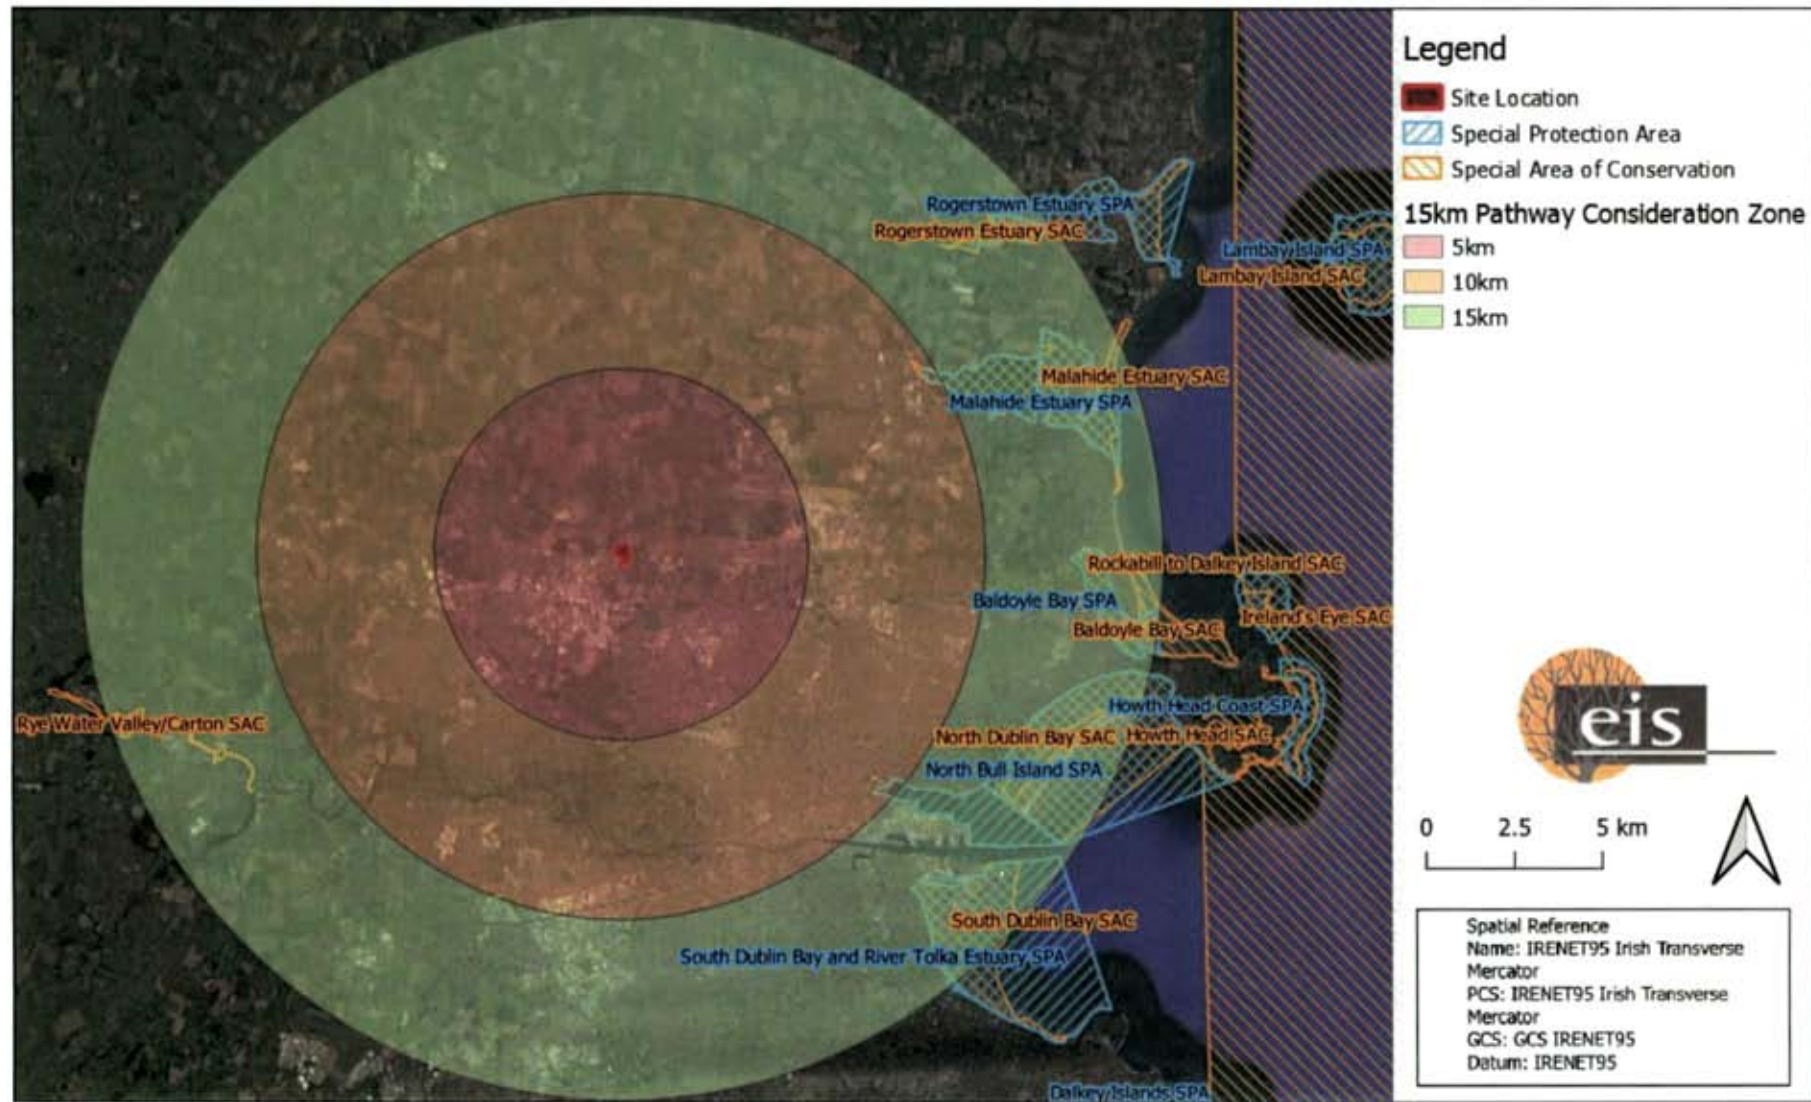 Legend
Site Location
Special Protection Area
Special Area of Conservation
15km Pathway Consideration Zone
5km
10km
15km
Rogerstown Estuary SPA
Rogerstown Estuary SAC
Lambay Island SPA
Lambay Island SAC
Malahide Estuary SAC
Malahide Estuary SPA
Rockabill to Dalkey Island SAC
Baldoyle Bay SPA
Ireland's Eye SAC
Baldoyle Bay SAC
Rye Water Valley/Carton SAC
Howth Head Coast SPA
North Dublin Bay SAC
Howth Head SAC
North Bull Island SPA
South Dublin Bay SAC
South Dublin Bay and River Tolka Estuary SPA
Dalkey Islands SPA
eis
0 2.5 5 km
Spatial Reference
Name: IRENET95 Irish Transverse
Mercator
PCS: IRENET95 Irish Transverse
Mercator
GCS: GCS IRENET95
Datum: IRENET95